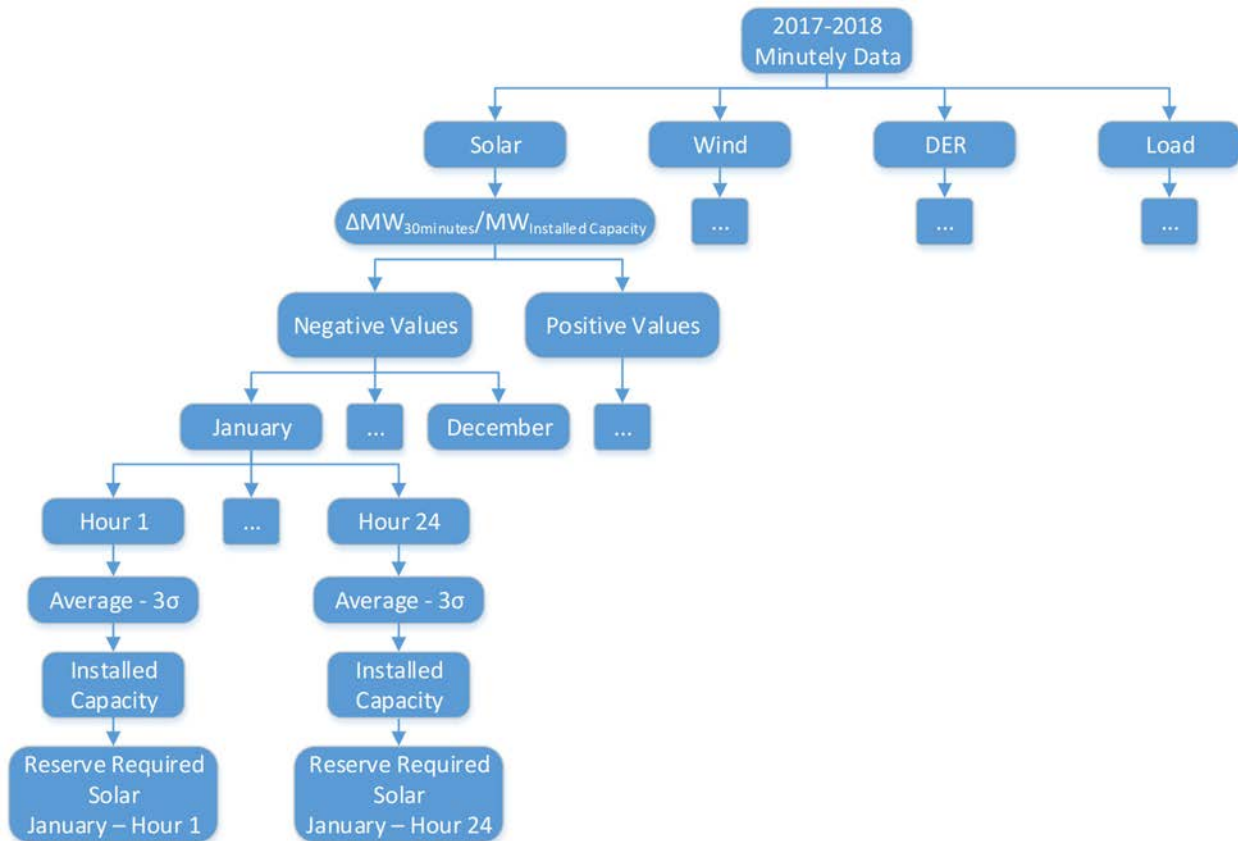 2017-2018
Minutely Data
Solar
Wind
DER
Load
ΔMW30minutes/MWInstalled Capacity
...
...
...
Negative Values
Positive Values
January
...
December
...
Hour 1
...
Hour 24
Average - 3σ
Average - 3σ
Installed
Capacity
Installed
Capacity
Reserve Required
Solar
January – Hour 1
Reserve Required
Solar
January – Hour 24